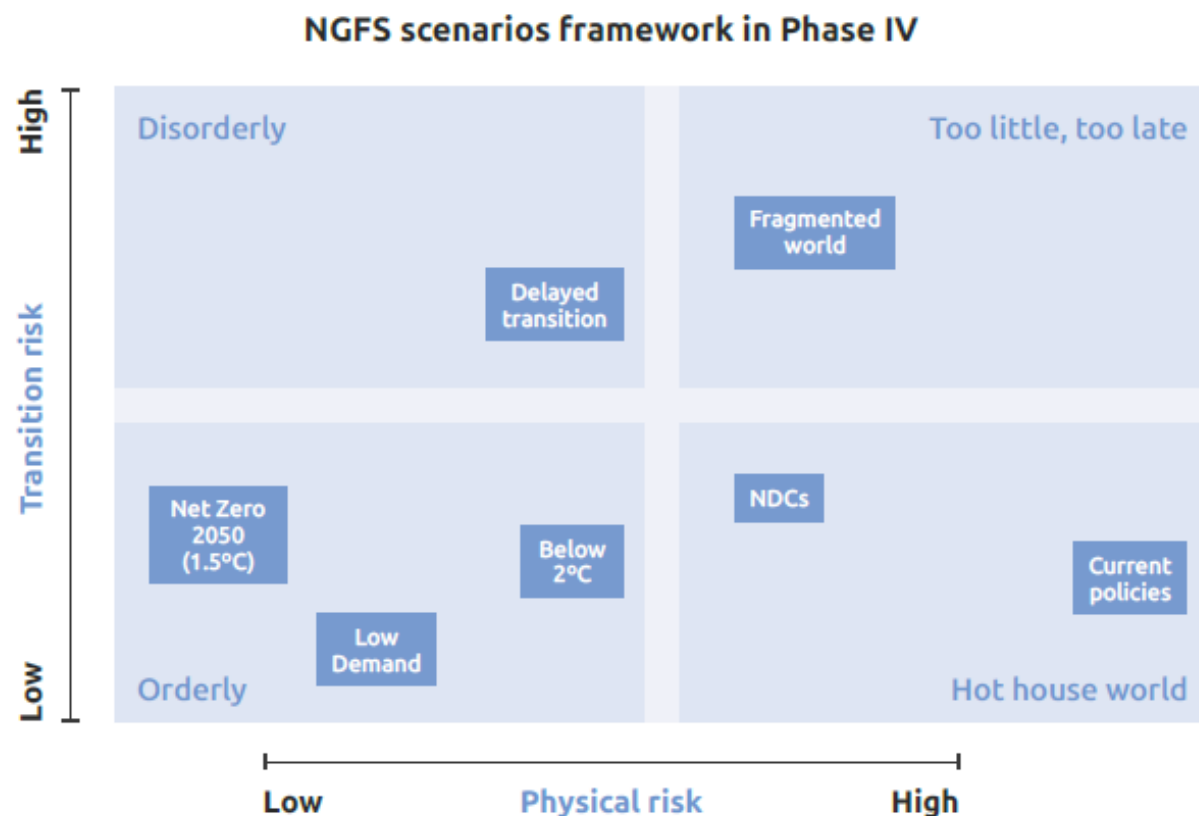 NGFS scenarios framework in Phase IV
High
Transition risk
Low
Disorderly
Too little, too late
Fragmented
world
Delayed
transition
Net Zero
2050
(1.5°C)
Below
2°C
Low
Demand
Orderly
NDCs
Current
policies
Hot house world
Low
Physical risk
High